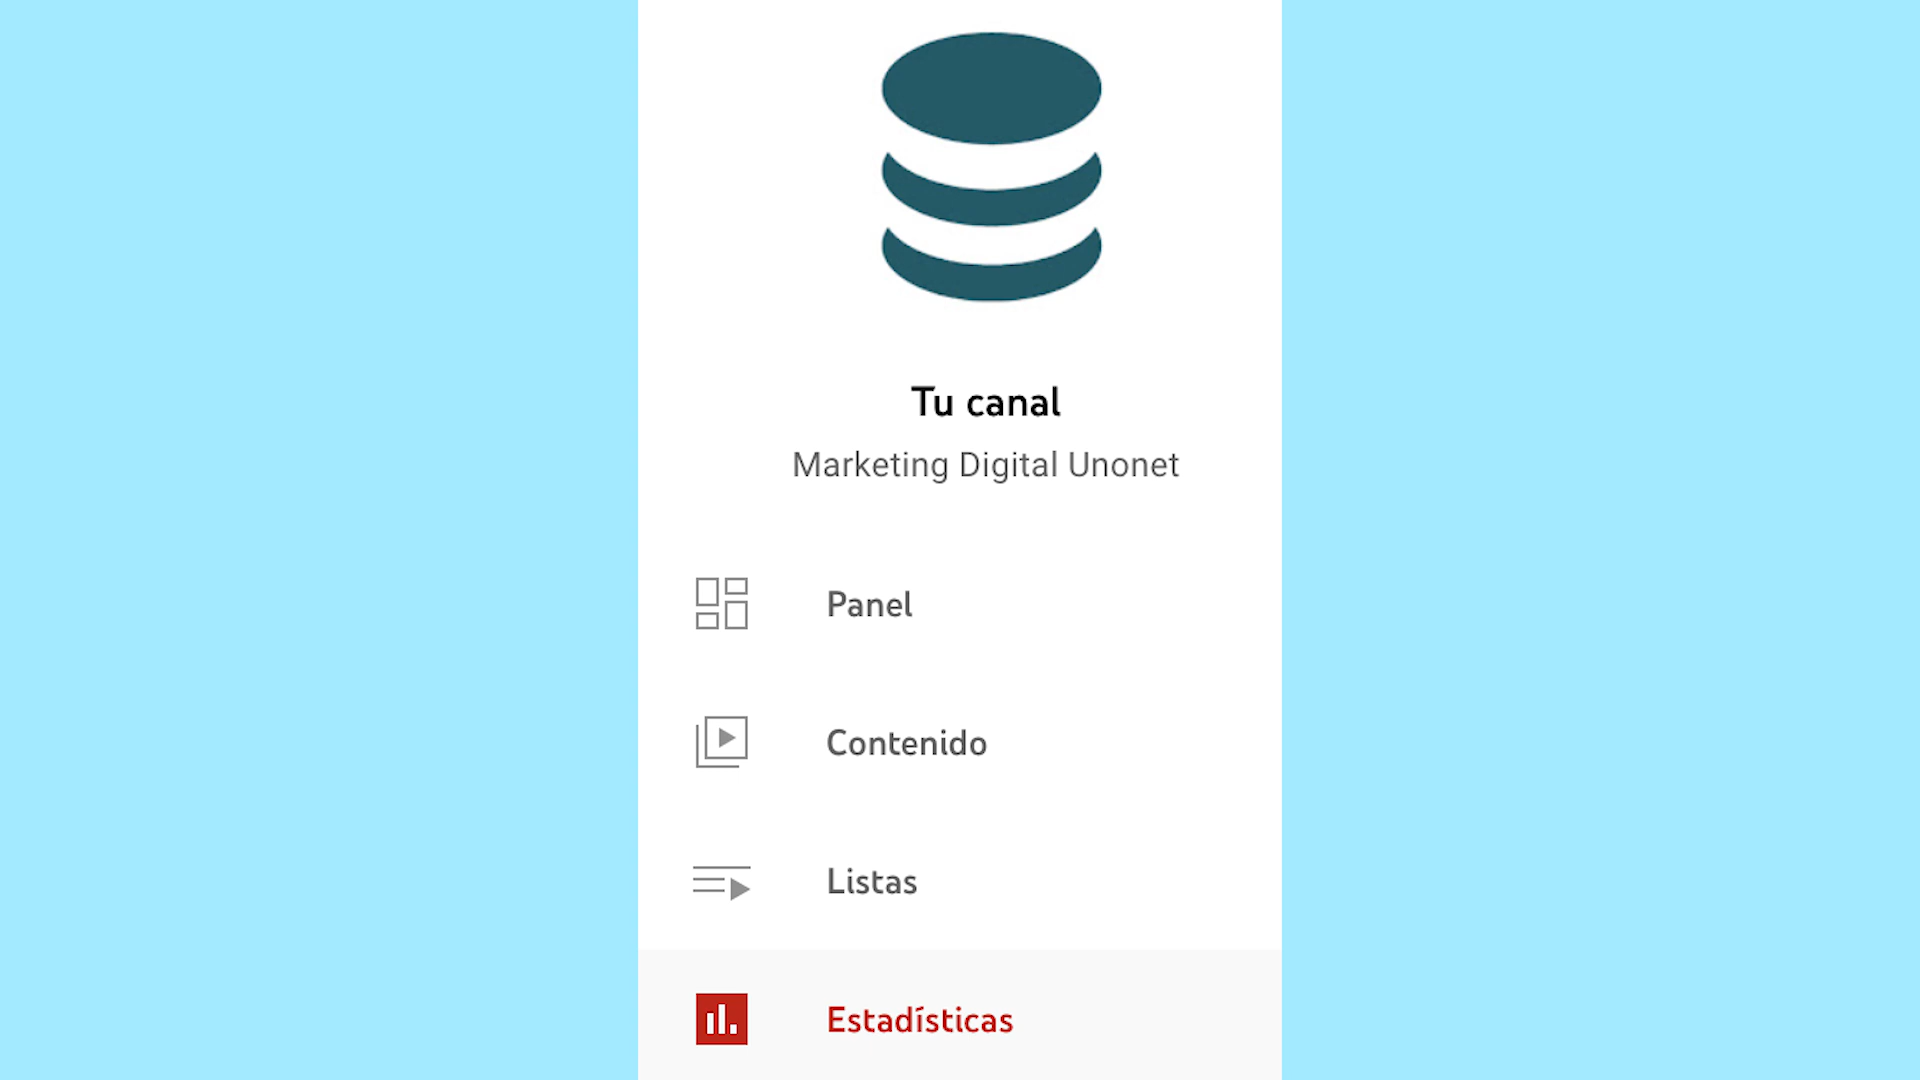 Tu canal
Marketing Digital Unonet
Panel
Contenido
Listas
Estadísticas